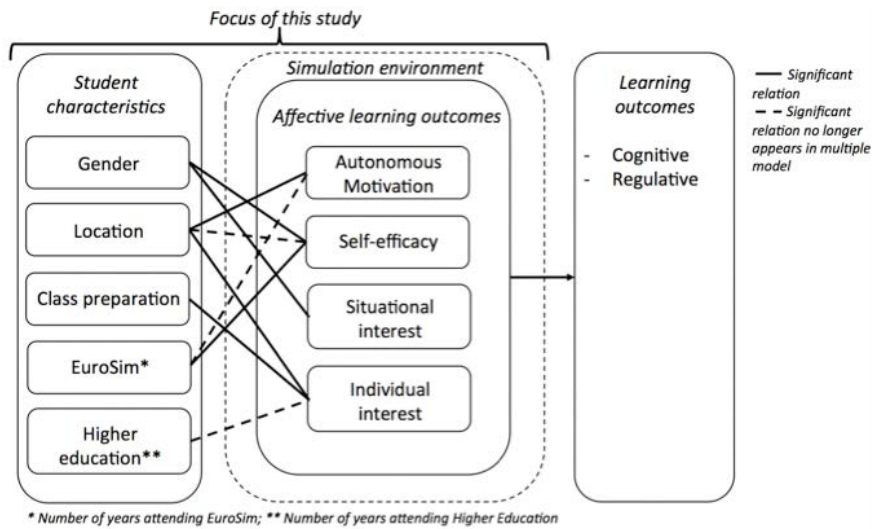 Focus of this study
Student
characteristics
Gender
Location
Class preparation
EuroSim*
Higher
education**
Simulation environment
Affective learning outcomes
Autonomous
Motivation
Self-efficacy
Situational
interest
Individual
interest
Learning
outcomes
- Cognitive
- Regulative
Significant
relation
Significant
relation no longer
appears in multiple
model
* Number of years attending EuroSim; ** Number of years attending Higher Education